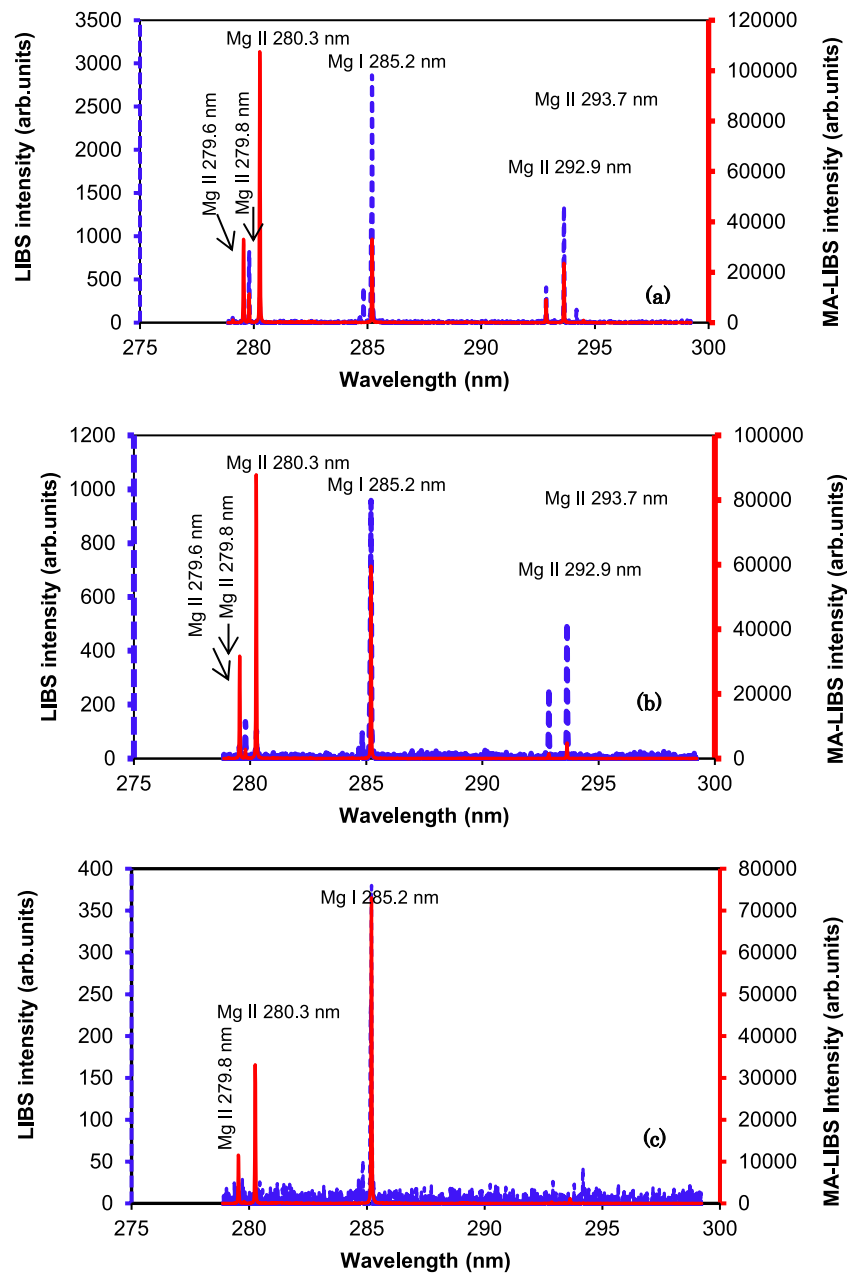 3500
3000
2500
2000
1500
1000
500
0
LIBS intensity (arb.units)
120000
100000
80000
60000
40000
20000
0
MA-LIBS intensity (arb.units)
Mg II 279.6 nm
Mg II 279.8 nm
Mg II 280.3 nm
Mg I 285.2 nm
Mg II 293.7 nm
Mg II 292.9 nm
(a)
275 280 285 290 295 300
Wavelength (nm)
1200
1000
800
600
400
200
0
LIBS intensity (arb.units)
100000
80000
60000
40000
20000
0
MA-LIBS intensity (arb.units)
Mg II 279.6 nm
Mg II 279.8 nm
Mg II 280.3 nm
Mg I 285.2 nm
Mg II 293.7 nm
Mg II 292.9 nm
(b)
275 280 285 290 295 300
Wavelength (nm)
400
350
300
250
200
150
100
50
0
LIBS intensity (arb.units)
80000
70000
60000
50000
40000
30000
20000
10000
0
MA-LIBS Intensity (arb.units)
Mg I 285.2 nm
Mg II 280.3 nm
Mg II 279.8 nm
(c)
275 280 285 290 295 300
Wavelength (nm)